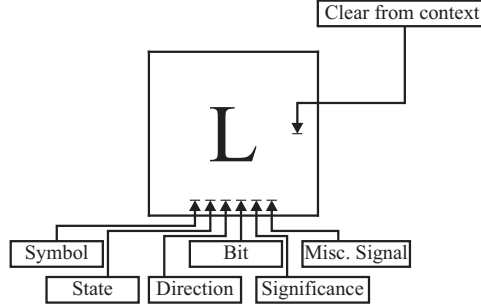 Clear from context
L
Symbol
Bit
Misc. Signal
State
Direction
Significance